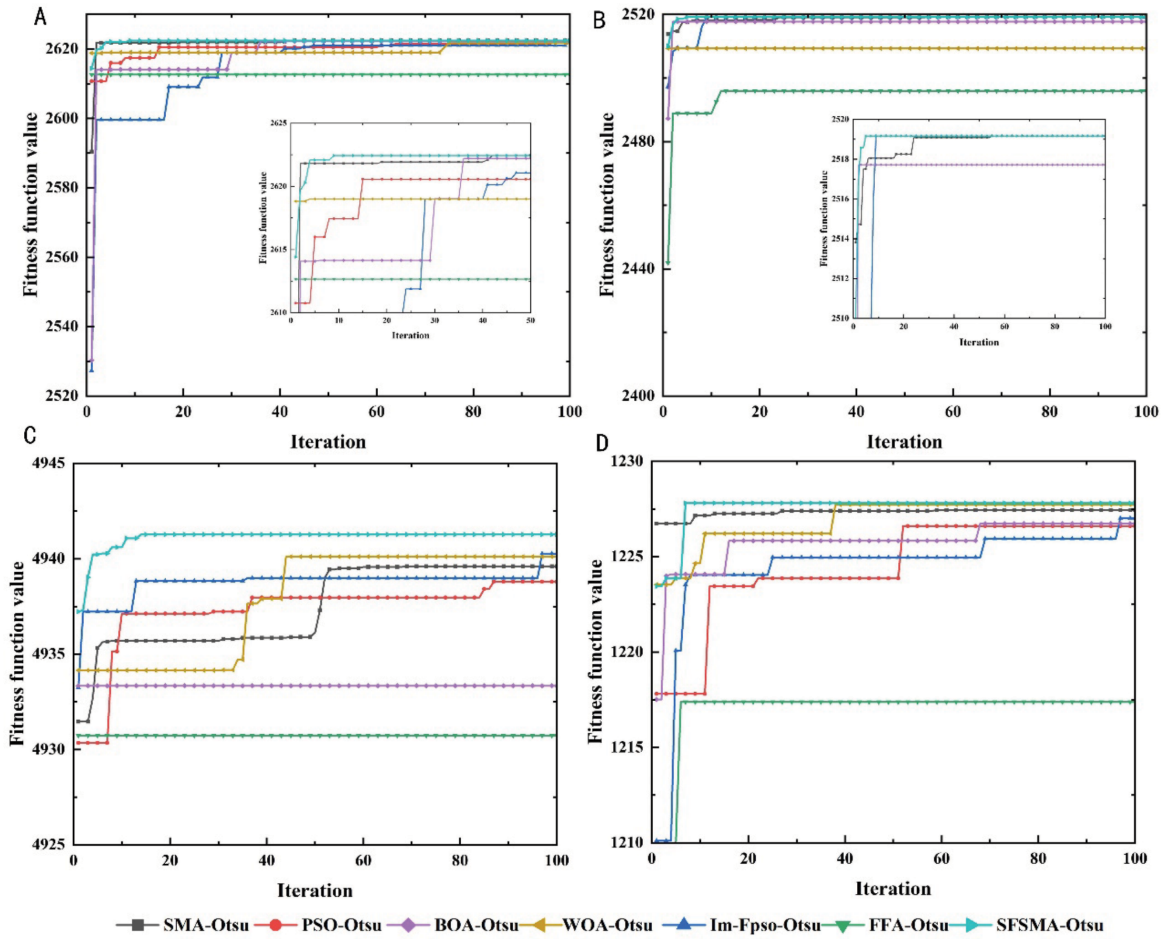 A
Fitness function value
2620
2600
2580
2560
2540
2520
0 20 40 60 80 100
Iteration
Fitness function value
2625
2620
2615
2610
0 10 20 30 40 50
Iteration
B
Fitness function value
2520
2480
2440
2400
0 20 40 60 80 100
Iteration
Fitness function value
2520
2519
2518
2516
2514
2513
2511
2510
0 20 40 60 80 100
Iteration
C
Fitness function value
4945
4940
4935
4930
4925
0 20 40 60 80 100
Iteration
D
Fitness function value
1230
1225
1220
1215
1210
0 20 40 60 80 100
Iteration
SMA-Otsu PSO-Otsu BOA-Otsu WOA-Otsu Im-Fpso-Otsu FFA-Otsu SFSMA-Otsu